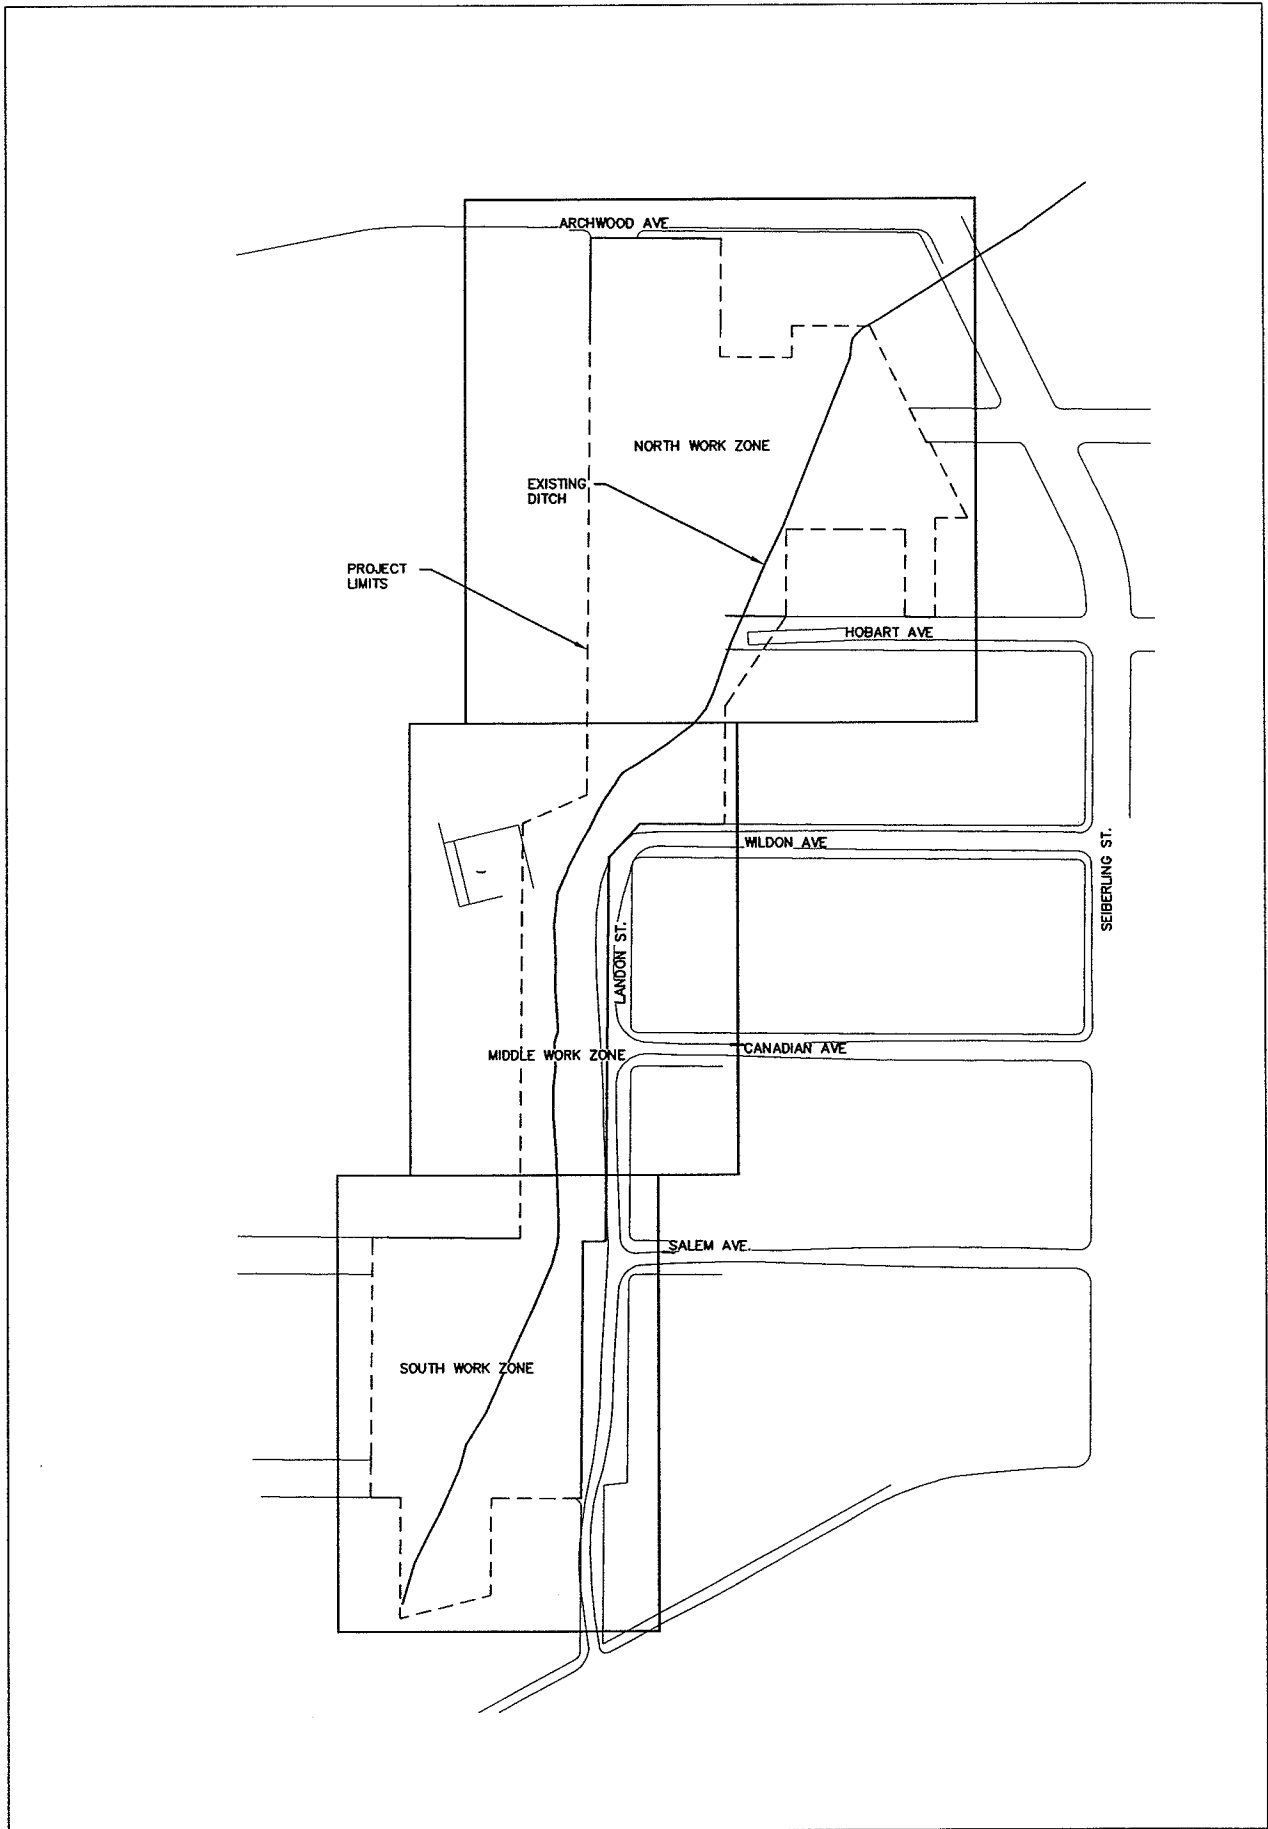 ARCHWOOD AVE
NORTH WORK ZONE
EXISTING
DITCH
PROJECT
LIMITS
HOBART AVE
WILDON AVE
SEIBERLING ST.
LANDON ST.
MIDDLE WORK ZONE
CANADIAN AVE
SALEM AVE.
SOUTH WORK ZONE